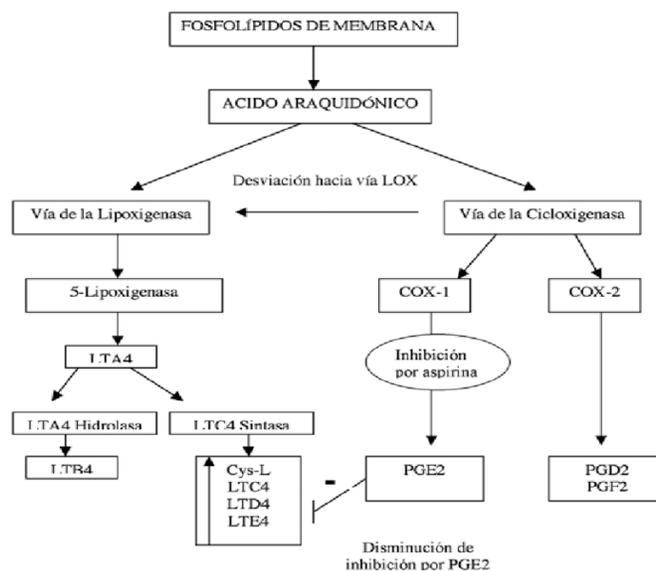 FOSFOLÍPIDOS DE MEMBRANA
ACIDO ARAQUIDÓNICO
Desviación hacia vía LOX
Vía de la Lipoxigenasa
Vía de la Cicloxigenasa
5-Lipoxigenasa
COX-1
COX-2
LTA4
Inhibición
por aspirina
LTA4 Hidrolasa
LTC4 Sintasa
LTB4
Cys-L
LTC4
LTD4
LTE4
-
PGE2
PGD2
PGF2
Disminución de
inhibición por PGE2